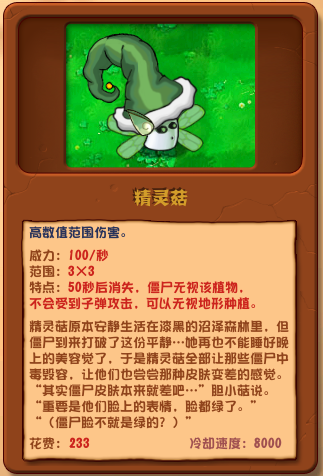 精灵菇
高数值范围伤害。
威力：100/秒
范围：3×3
特点：50秒后消失，僵尸无视该植物，
不会受到子弹攻击，可以无视地形种植。
精灵菇原本安静生活在漆黑的沼泽森林里，但
僵尸到来打破了这份平静…她再也不能睡好晚
上的美容觉了，于是精灵菇全部让那些僵尸中
毒毁容，让他们也尝尝那种皮肤变差的感觉。
“其实僵尸皮肤本来就差吧…”胆小菇说。
“重要是他们脸上的表情，脸都绿了。”
“（僵尸脸不就是绿的？）”
花费：233 冷却速度：8000